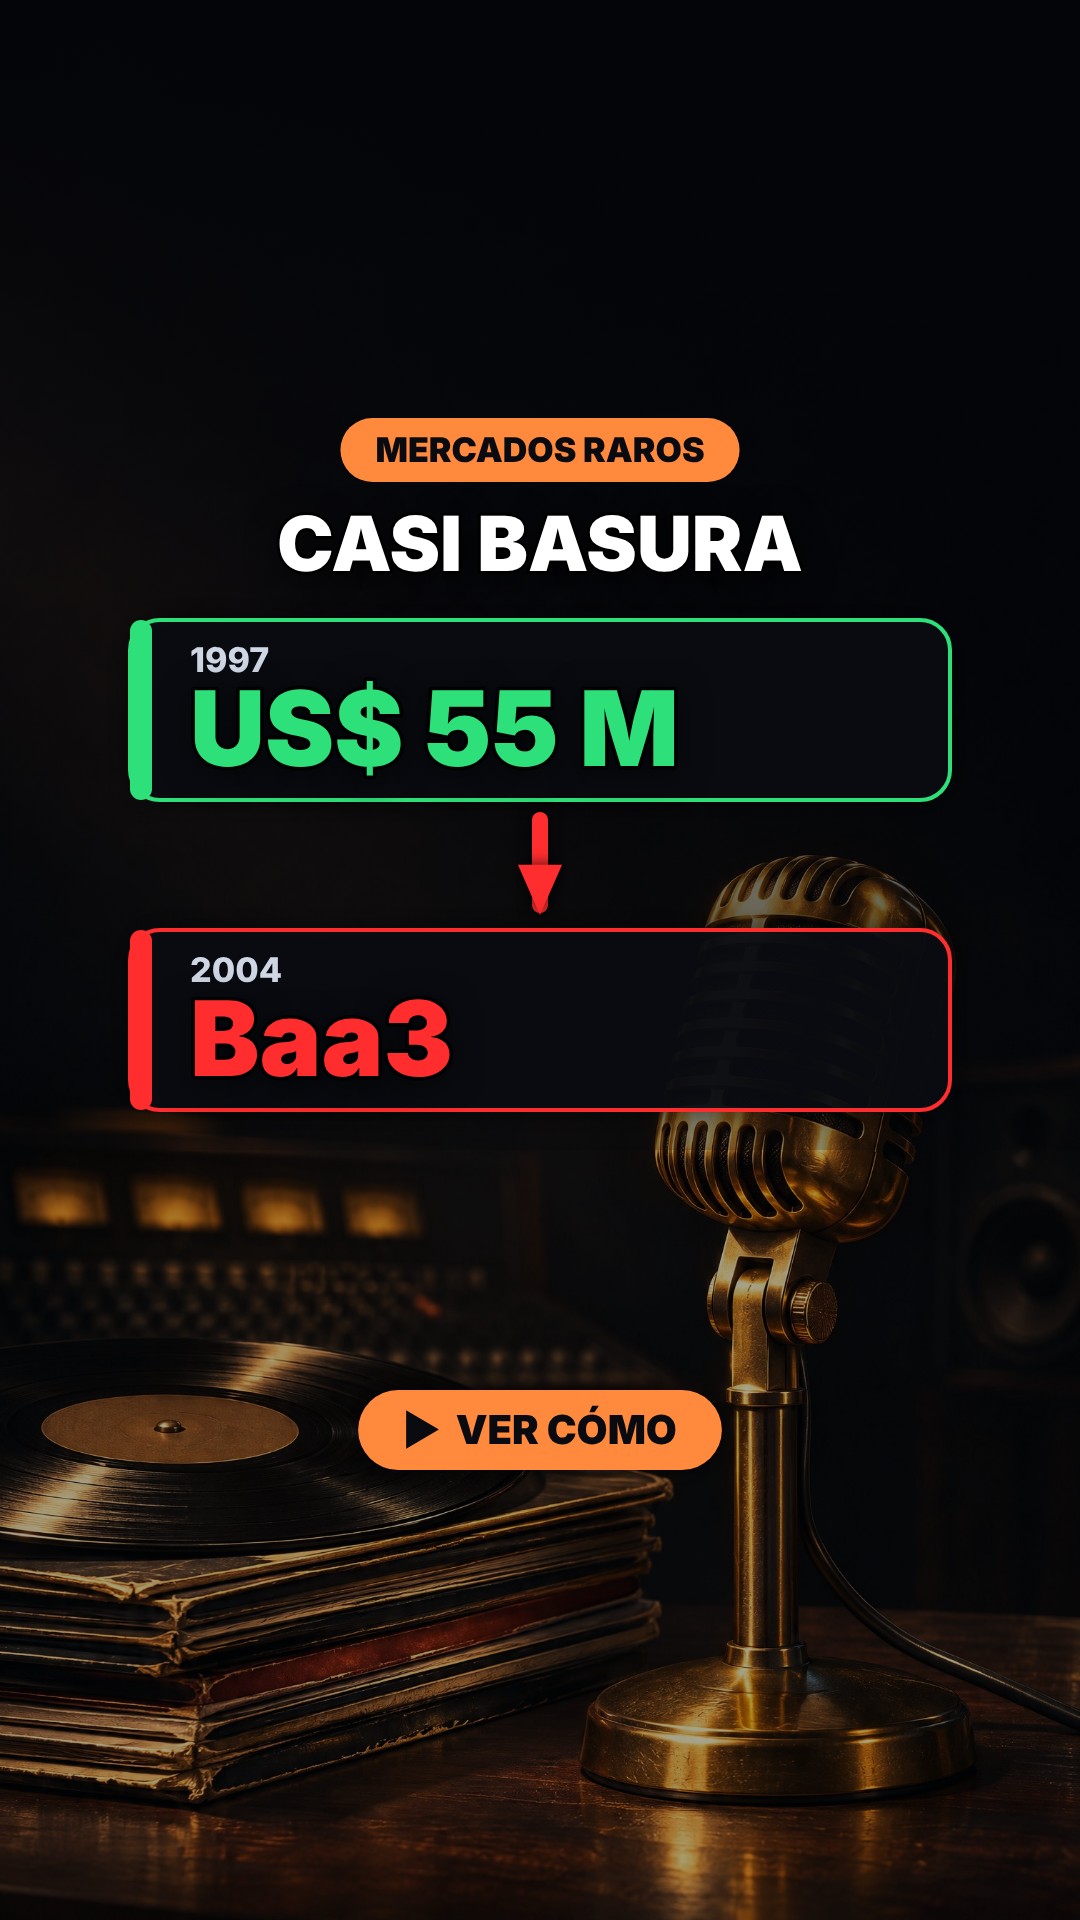 MERCADOS RAROS
CASI BASURA
1997
US$ 55 M
2004
Baa3
VER CÓMO